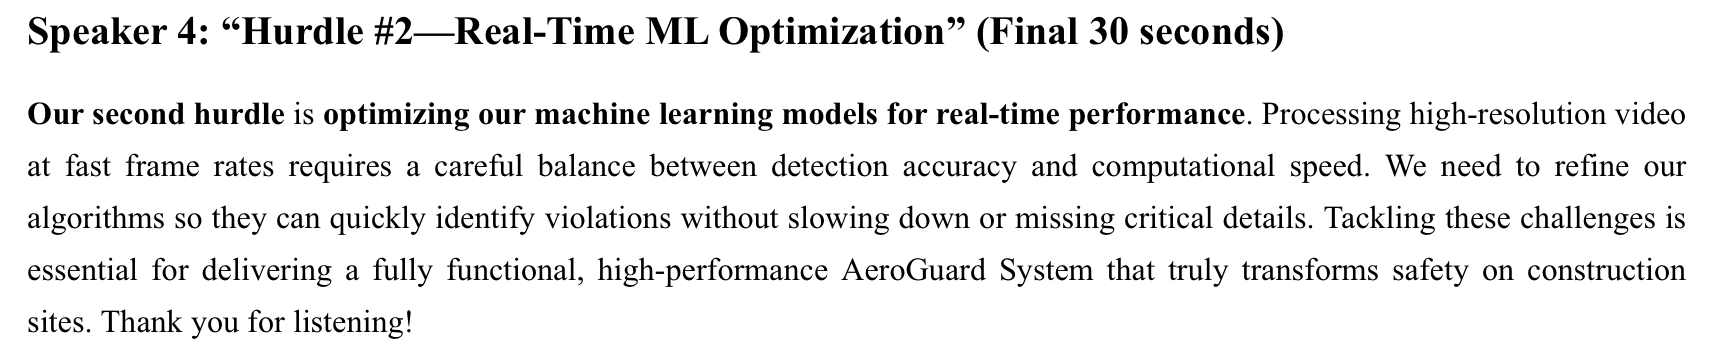 Speaker 4: “Hurdle #2—Real-Time ML Optimization” (Final 30 seconds)
Our second hurdle is optimizing our machine learning models for real-time performance. Processing high-resolution video
at fast frame rates requires a careful balance between detection accuracy and computational speed. We need to refine our
algorithms so they can quickly identify violations without slowing down or missing critical details. Tackling these challenges is
essential for delivering a fully functional, high-performance AeroGuard System that truly transforms safety on construction
sites. Thank you for listening!